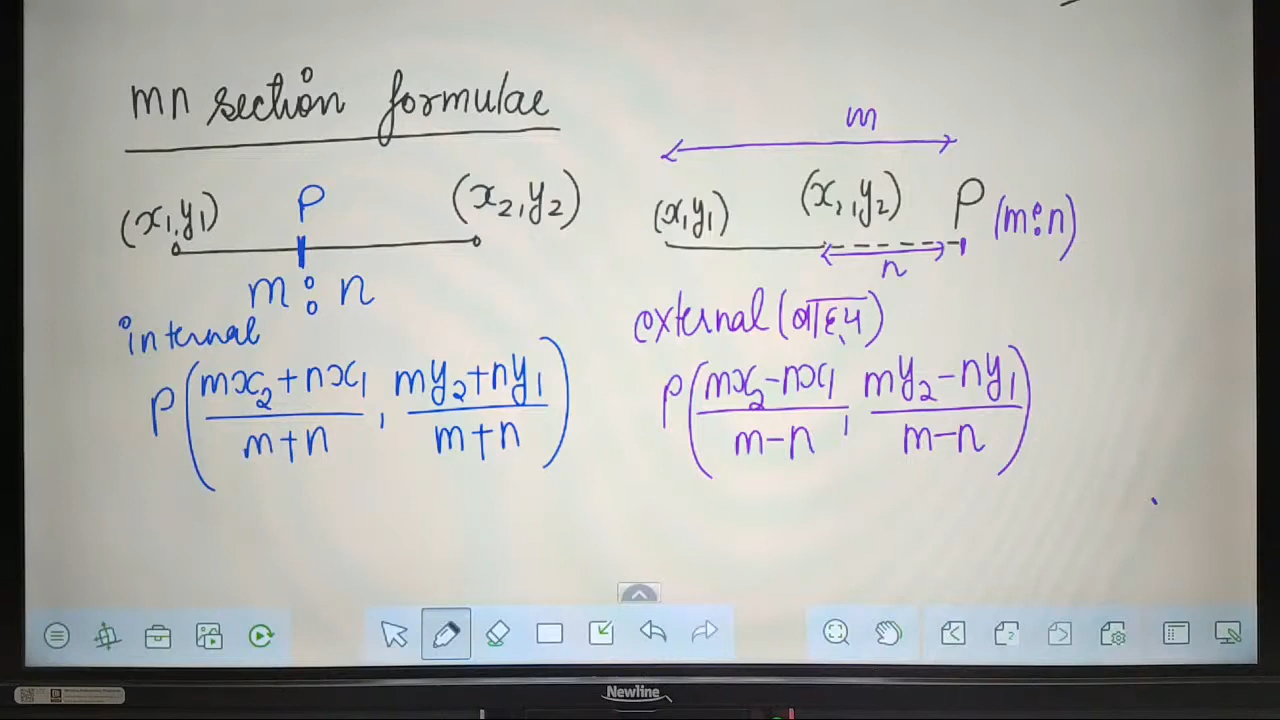 mn section formulae
(x₁,y₁) P (x₂,y₂)
m : n
internal
P(mx₂+nx₁/m+n, my₂+ny₁/m+n)
m
(x₁,y₁) (x₂,y₂) P (m:n)
n
external (बाह्य)
P(mx₂-nx₁/m-n, my₂-ny₁/m-n)
Newline